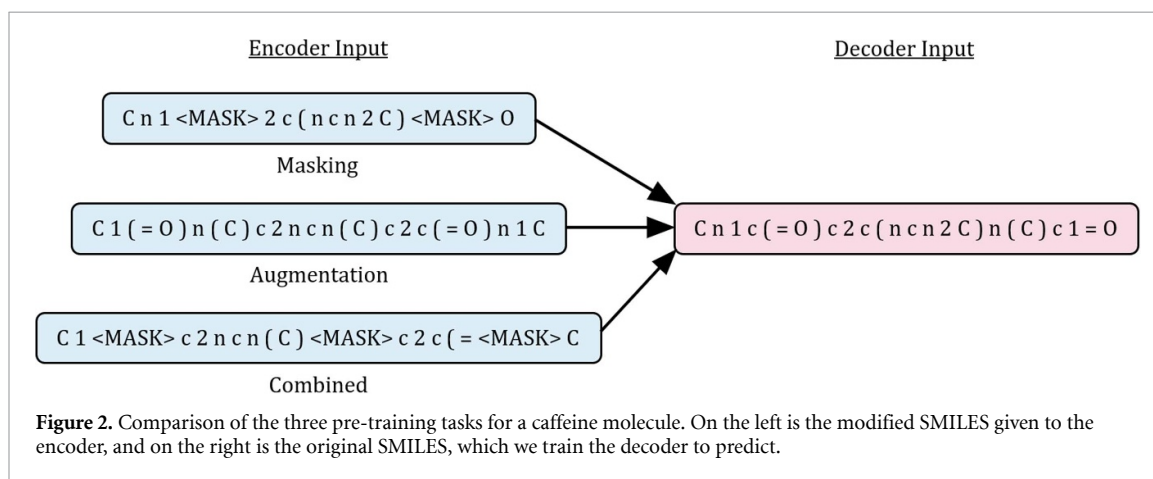 Encoder Input
Decoder Input
C n 1 <MASK> 2 c ( n c n 2 C ) <MASK> O
Masking
C 1 ( = O ) n ( C ) c 2 n c n ( C ) c 2 c ( = O ) n 1 C
C n 1 c ( = O ) c 2 c ( n c n 2 C ) n ( C ) c 1 = O
Augmentation
C 1 <MASK> c 2 n c n ( C ) <MASK> c 2 c ( = <MASK> C
Combined
Figure 2. Comparison of the three pre-training tasks for a caffeine molecule. On the left is the modified SMILES given to the
encoder, and on the right is the original SMILES, which we train the decoder to predict.